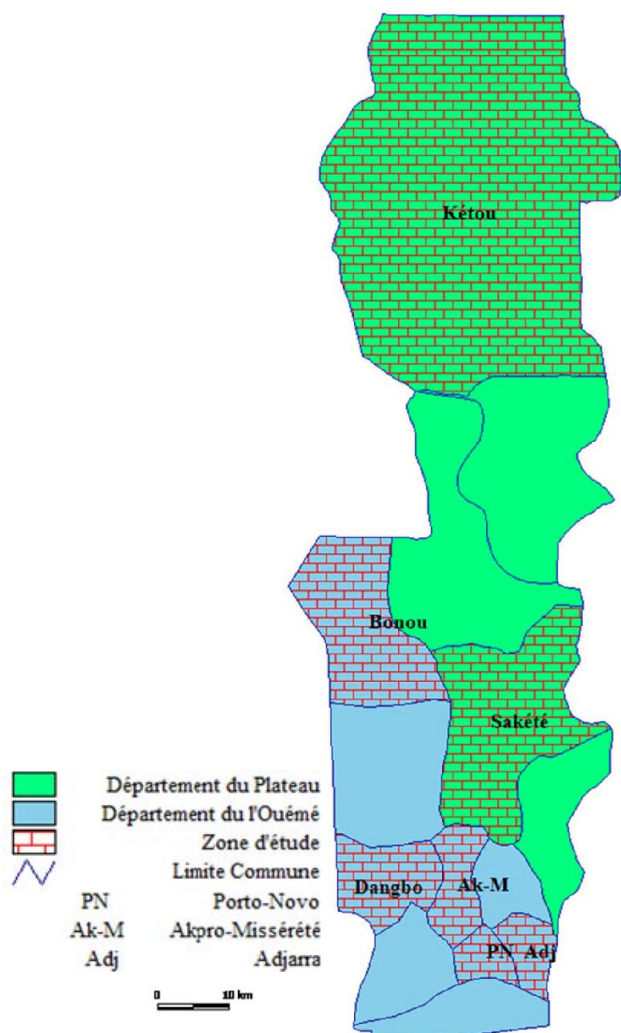 Kétou
Bonou
Sakété
Département du Plateau
Département du l'Ouémé
Zone d'étude
Limite Commune
Dangbo
Ak-M
PN Porto-Novo
Ak-M Akpro-Missérété
Adj Adjarra
PN Adj
0 10 km